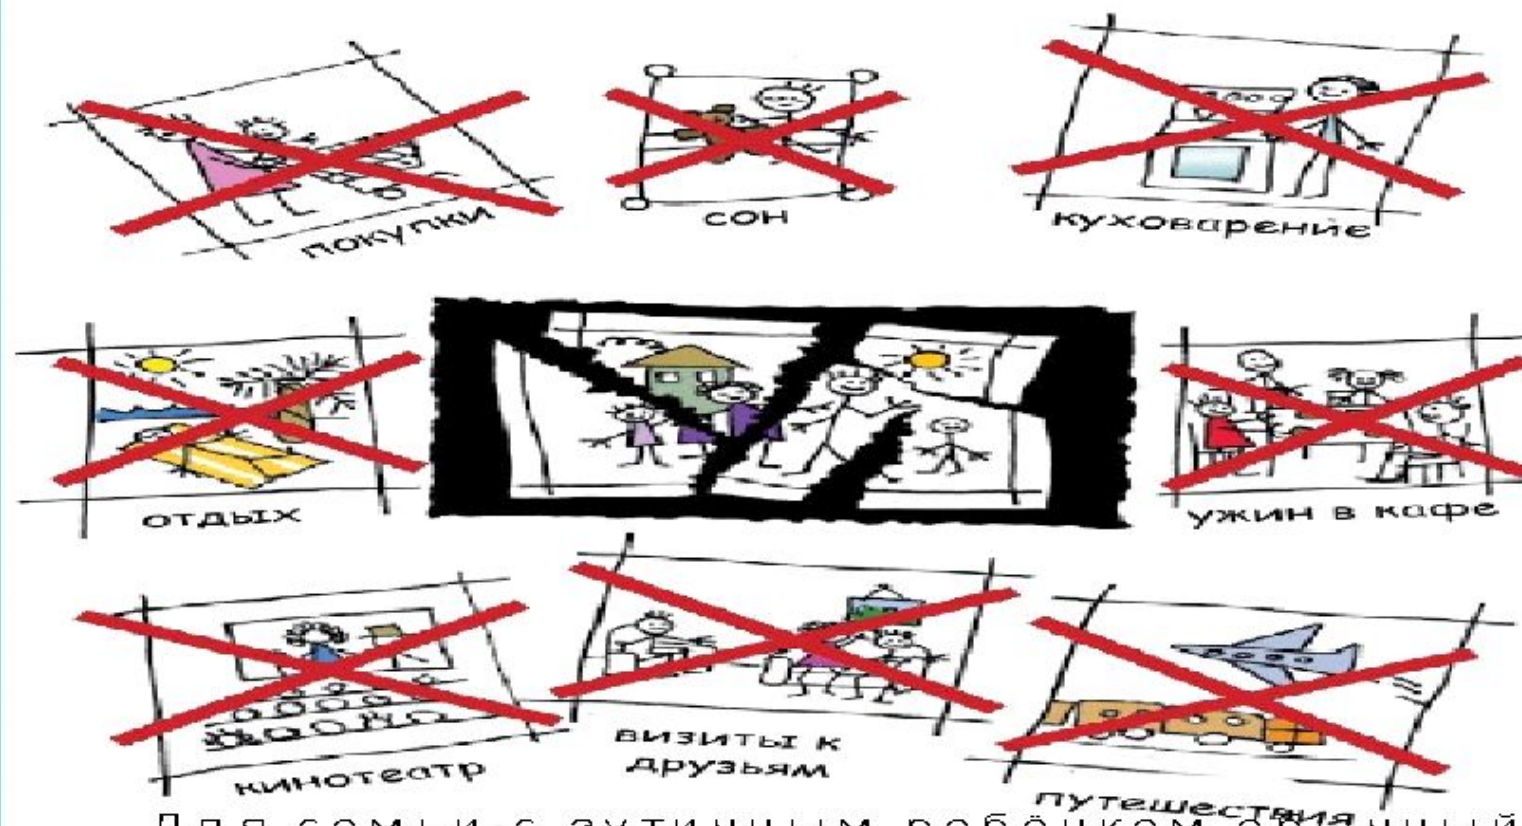 покупки
сон
куховарение
отдых
ужин в кафе
кинотеатр
визиты к
друзьям
путешествия
Для семьи с аутичным ребёнком